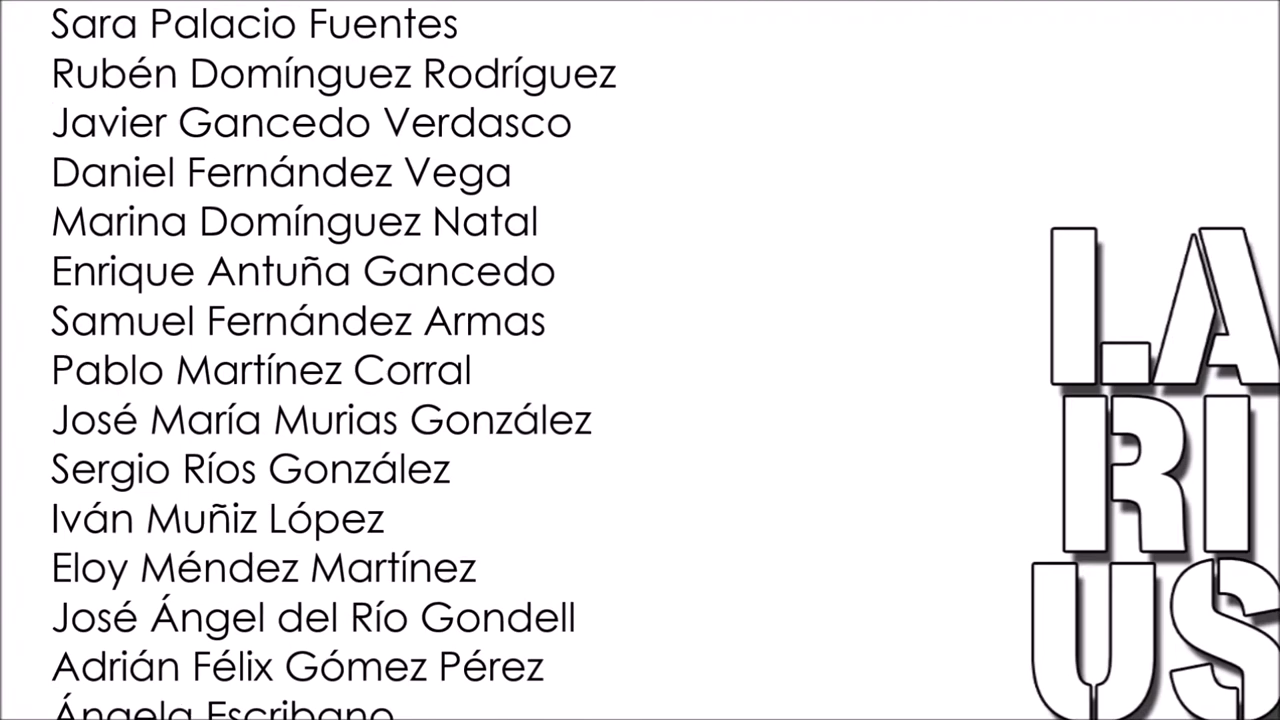 Sara Palacio Fuentes
Rubén Domínguez Rodríguez
Javier Gancedo Verdasco
Daniel Fernández Vega
Marina Domínguez Natal
Enrique Antuña Gancedo
Samuel Fernández Armas
Pablo Martínez Corral
José María Murias González
Sergio Ríos González
Iván Muñiz López
Eloy Méndez Martínez
José Ángel del Río Gondell
Adrián Félix Gómez Pérez
Ángela Escribano
LA
RI
US